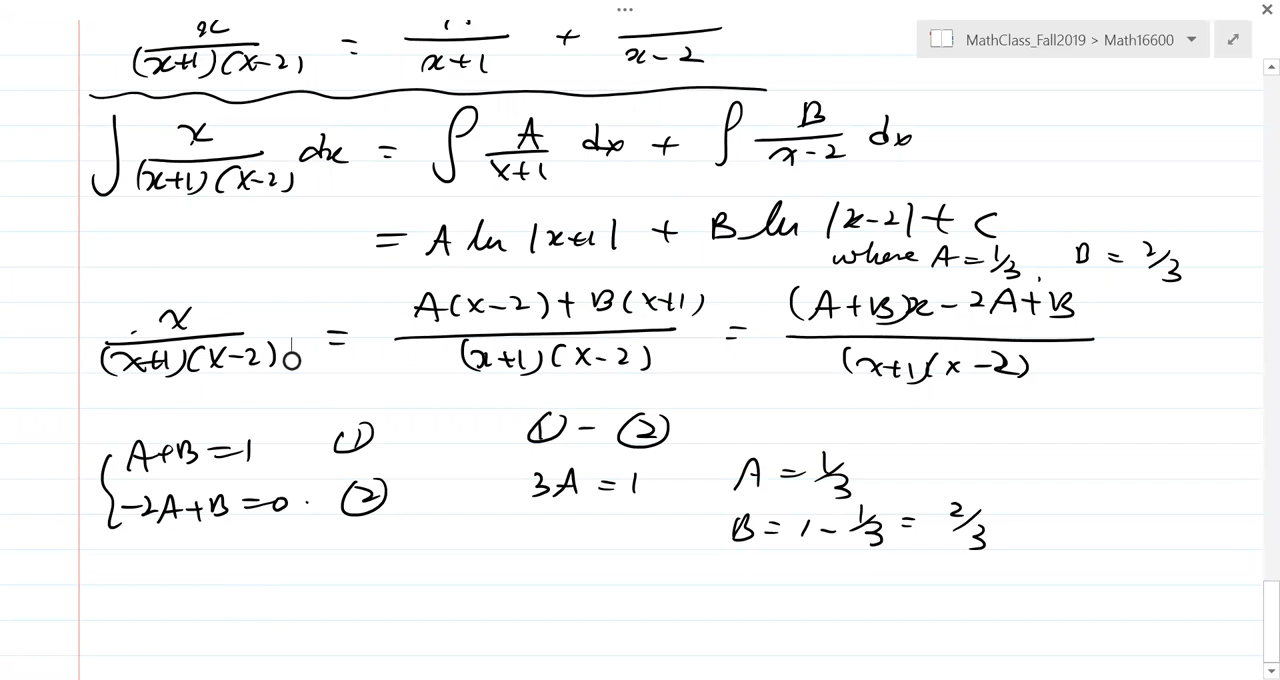 MathClass_Fall2019 > Math16600
x/((x+1)(x-2)) = /(x+1) + /(x-2)
∫ x/((x+1)(x-2)) dx = ∫ A/(x+1) dx + ∫ B/(x-2) dx
= A ln |x+1| + B ln |x-2| + C
where A = 1/3, B = 2/3
x/((x+1)(x-2)) = (A(x-2) + B(x+1))/((x+1)(x-2)) = ((A+B)x - 2A + B)/((x+1)(x-2))
{ A+B = 1 ① ① - ②
-2A+B = 0. ② 3A = 1 A = 1/3
B = 1 - 1/3 = 2/3